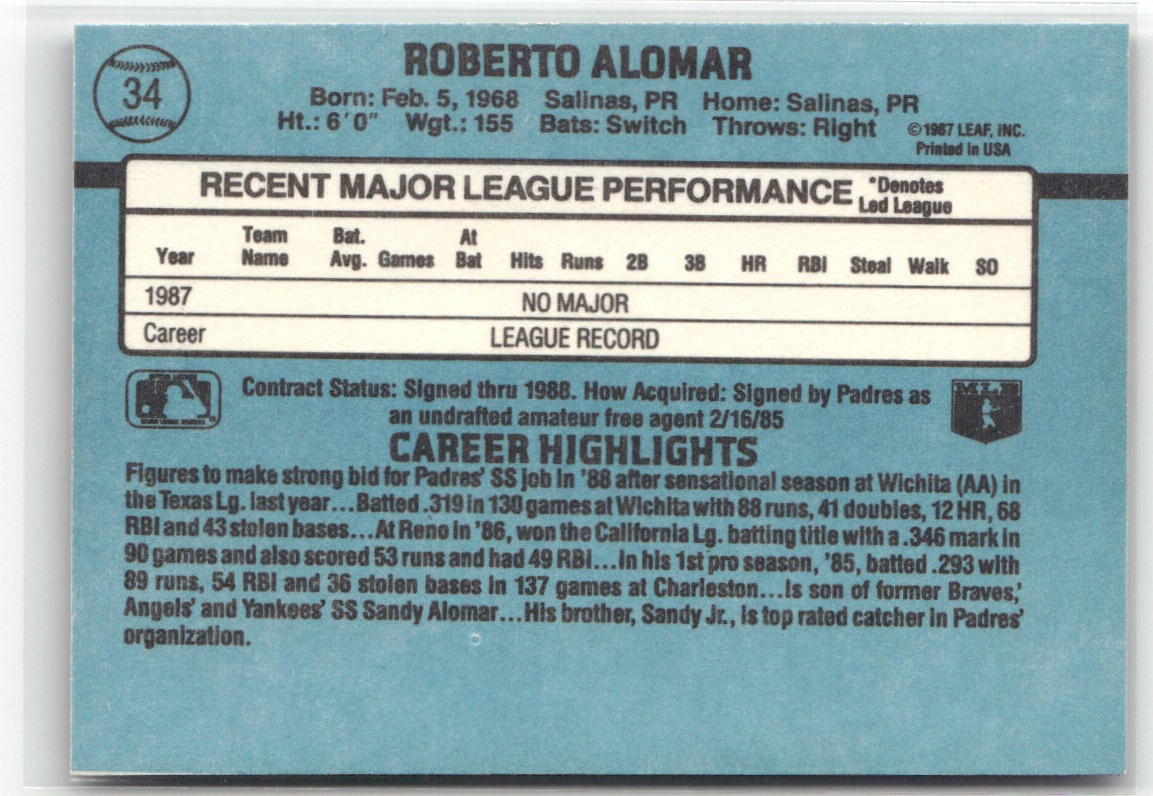 34
ROBERTO ALOMAR
Born: Feb. 5, 1968 Salinas, PR Home: Salinas, PR
Ht.: 6'0" Wgt.: 155 Bats: Switch Throws: Right
©1987 LEAF, INC.
Printed in USA
RECENT MAJOR LEAGUE PERFORMANCE *Denotes
Led League
Year Team Name Bat. Avg. Games At Bat Hits Runs 2B 3B HR RBI Steal Walk SO
1987 NO MAJOR
Career LEAGUE RECORD
Contract Status: Signed thru 1988. How Acquired: Signed by Padres as
an undrafted amateur free agent 2/16/85
MLB
CAREER HIGHLIGHTS
Figures to make strong bid for Padres' SS job in '88 after sensational season at Wichita (AA) in
the Texas Lg. last year...Batted .319 in 130 games at Wichita with 88 runs, 41 doubles, 12 HR, 68
RBI and 43 stolen bases...At Reno in '86, won the California Lg. batting title with a .346 mark in
90 games and also scored 53 runs and had 49 RBI...In his 1st pro season, '85, batted .293 with
89 runs, 54 RBI and 36 stolen bases in 137 games at Charleston...Is son of former Braves,'
Angels' and Yankees' SS Sandy Alomar...His brother, Sandy Jr., is top rated catcher in Padres'
organization.